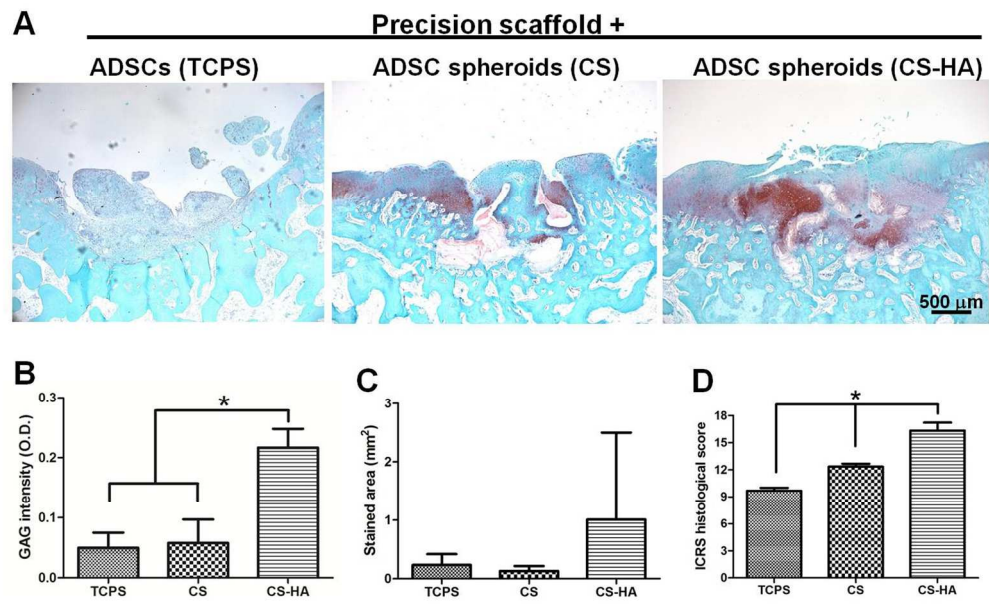 A
Precision scaffold +
ADSCs (TCPS)
ADSC spheroids (CS)
ADSC spheroids (CS-HA)
500 μm
B
GAG intensity (O.D.)
0.3
0.2
0.1
0.0
*
TCPS
CS
CS-HA
C
Stained area (mm²)
3
2
1
0
TCPS
CS
CS-HA
D
ICRS histological score
18
15
12
9
6
3
0
*
TCPS
CS
CS-HA